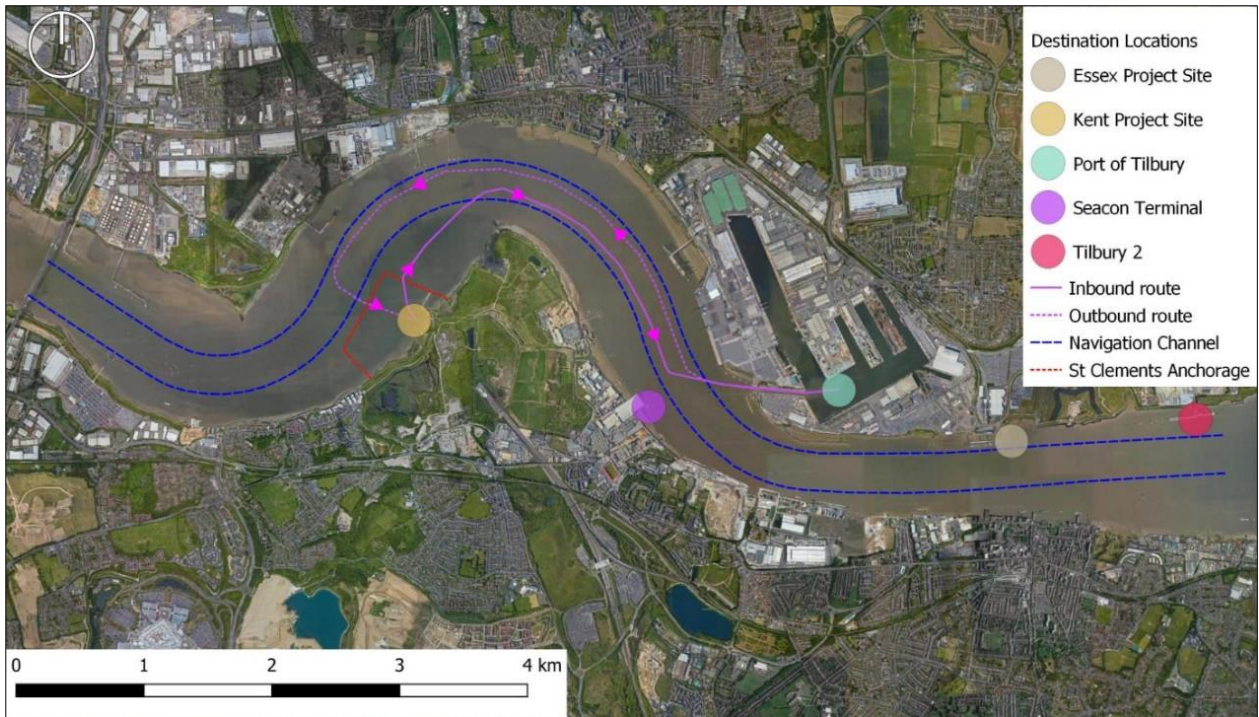 Destination Locations
Essex Project Site
Kent Project Site
Port of Tilbury
Seacon Terminal
Tilbury 2
Inbound route
Outbound route
Navigation Channel
St Clements Anchorage
0 1 2 3 4 km